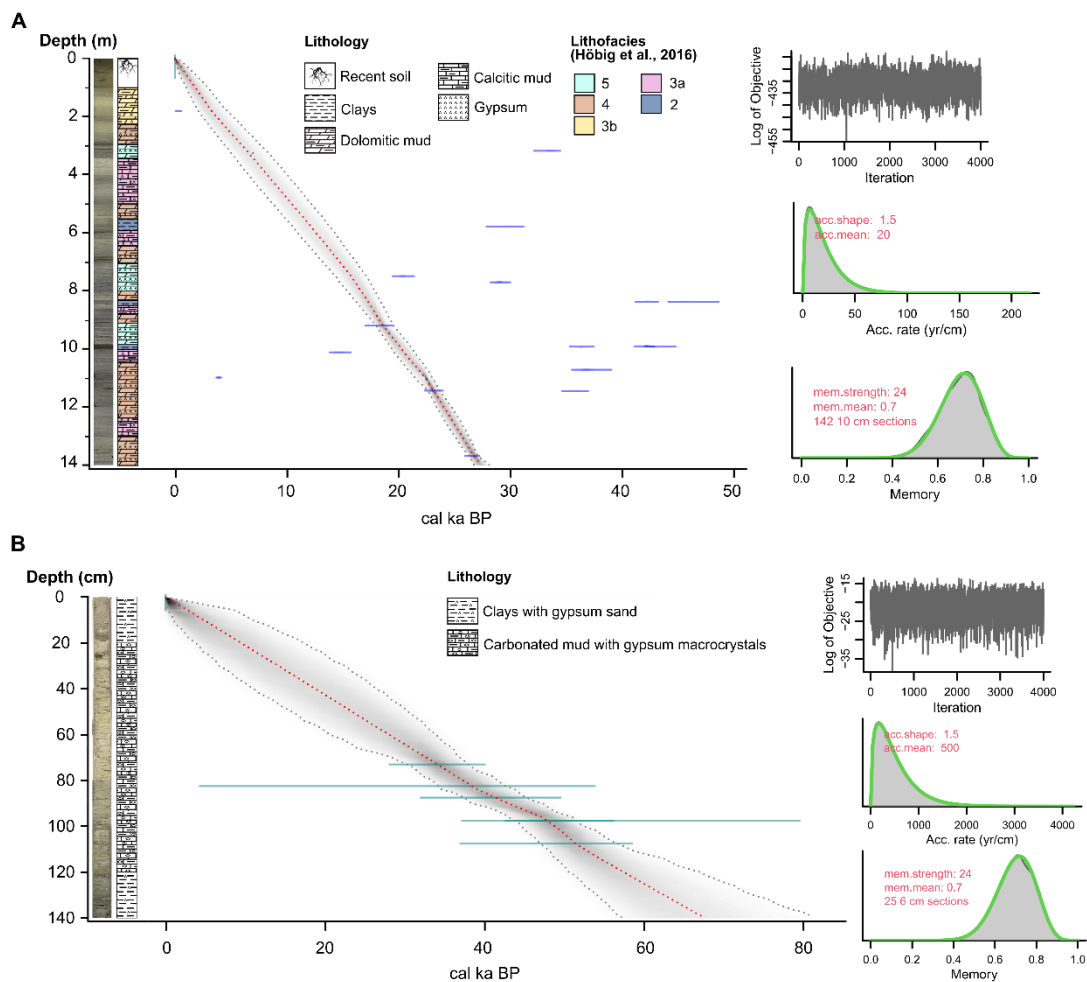 A
Depth (m)
0
2
4
6
8
10
12
14
Lithology
Recent soil
Clays
Dolomitic mud
Calcitic mud
Gypsum
Lithofacies
(Höbig et al., 2016)
5
4
3b
3a
2
0
10
20
30
40
50
cal ka BP
Log of Objective
-435
-455
0
1000
2000
3000
4000
Iteration
acc.shape: 1.5
acc.mean: 20
0
50
100
150
200
Acc. rate (yr/cm)
mem.strength: 24
mem.mean: 0.7
142 10 cm sections
0.0
0.2
0.4
0.6
0.8
1.0
Memory
B
Depth (cm)
0
20
40
60
80
100
120
140
Lithology
Clays with gypsum sand
Carbonated mud with gypsum macrocrystals
0
20
40
60
80
cal ka BP
Log of Objective
-15
-25
-35
0
1000
2000
3000
4000
Iteration
acc.shape: 1.5
acc.mean: 500
0
1000
2000
3000
4000
Acc. rate (yr/cm)
mem.strength: 24
mem.mean: 0.7
25 6 cm sections
0.0
0.2
0.4
0.6
0.8
1.0
Memory